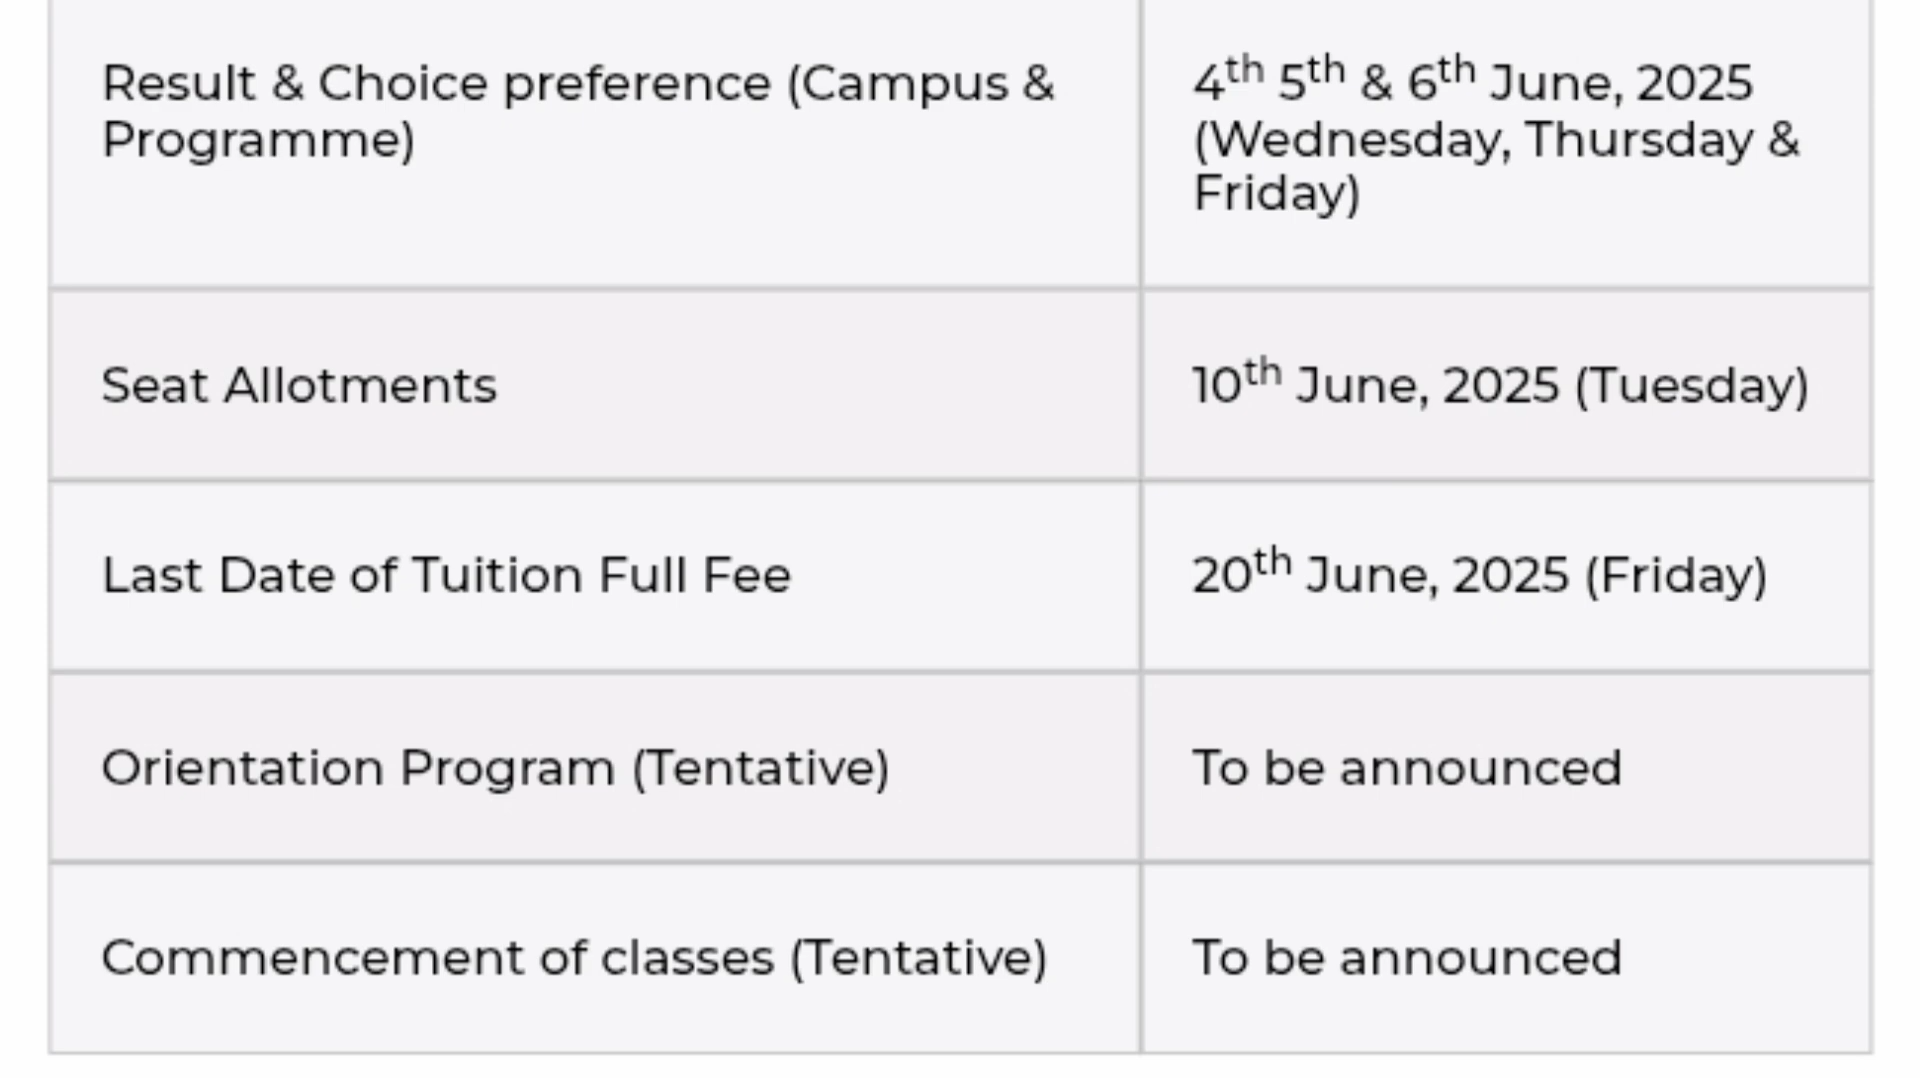 Result & Choice preference (Campus &
Programme)
4th 5th & 6th June, 2025
(Wednesday, Thursday &
Friday)
Seat Allotments
10th June, 2025 (Tuesday)
Last Date of Tuition Full Fee
20th June, 2025 (Friday)
Orientation Program (Tentative)
To be announced
Commencement of classes (Tentative)
To be announced